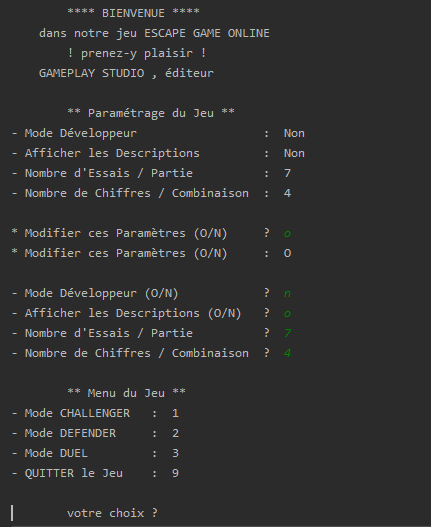 **** BIENVENUE ****
dans notre jeu ESCAPE GAME ONLINE
! prenez-y plaisir !
GAMEPLAY STUDIO , éditeur
** Paramétrage du Jeu **
- Mode Développeur : Non
- Afficher les Descriptions : Non
- Nombre d'Essais / Partie : 7
- Nombre de Chiffres / Combinaison : 4
* Modifier ces Paramètres (O/N) ? o
* Modifier ces Paramètres (O/N) : O
- Mode Développeur (O/N) ? n
- Afficher les Descriptions (O/N) ? o
- Nombre d'Essais / Partie ? 7
- Nombre de Chiffres / Combinaison ? 4
** Menu du Jeu **
- Mode CHALLENGER : 1
- Mode DEFENDER : 2
- Mode DUEL : 3
- QUITTER le Jeu : 9
votre choix ?